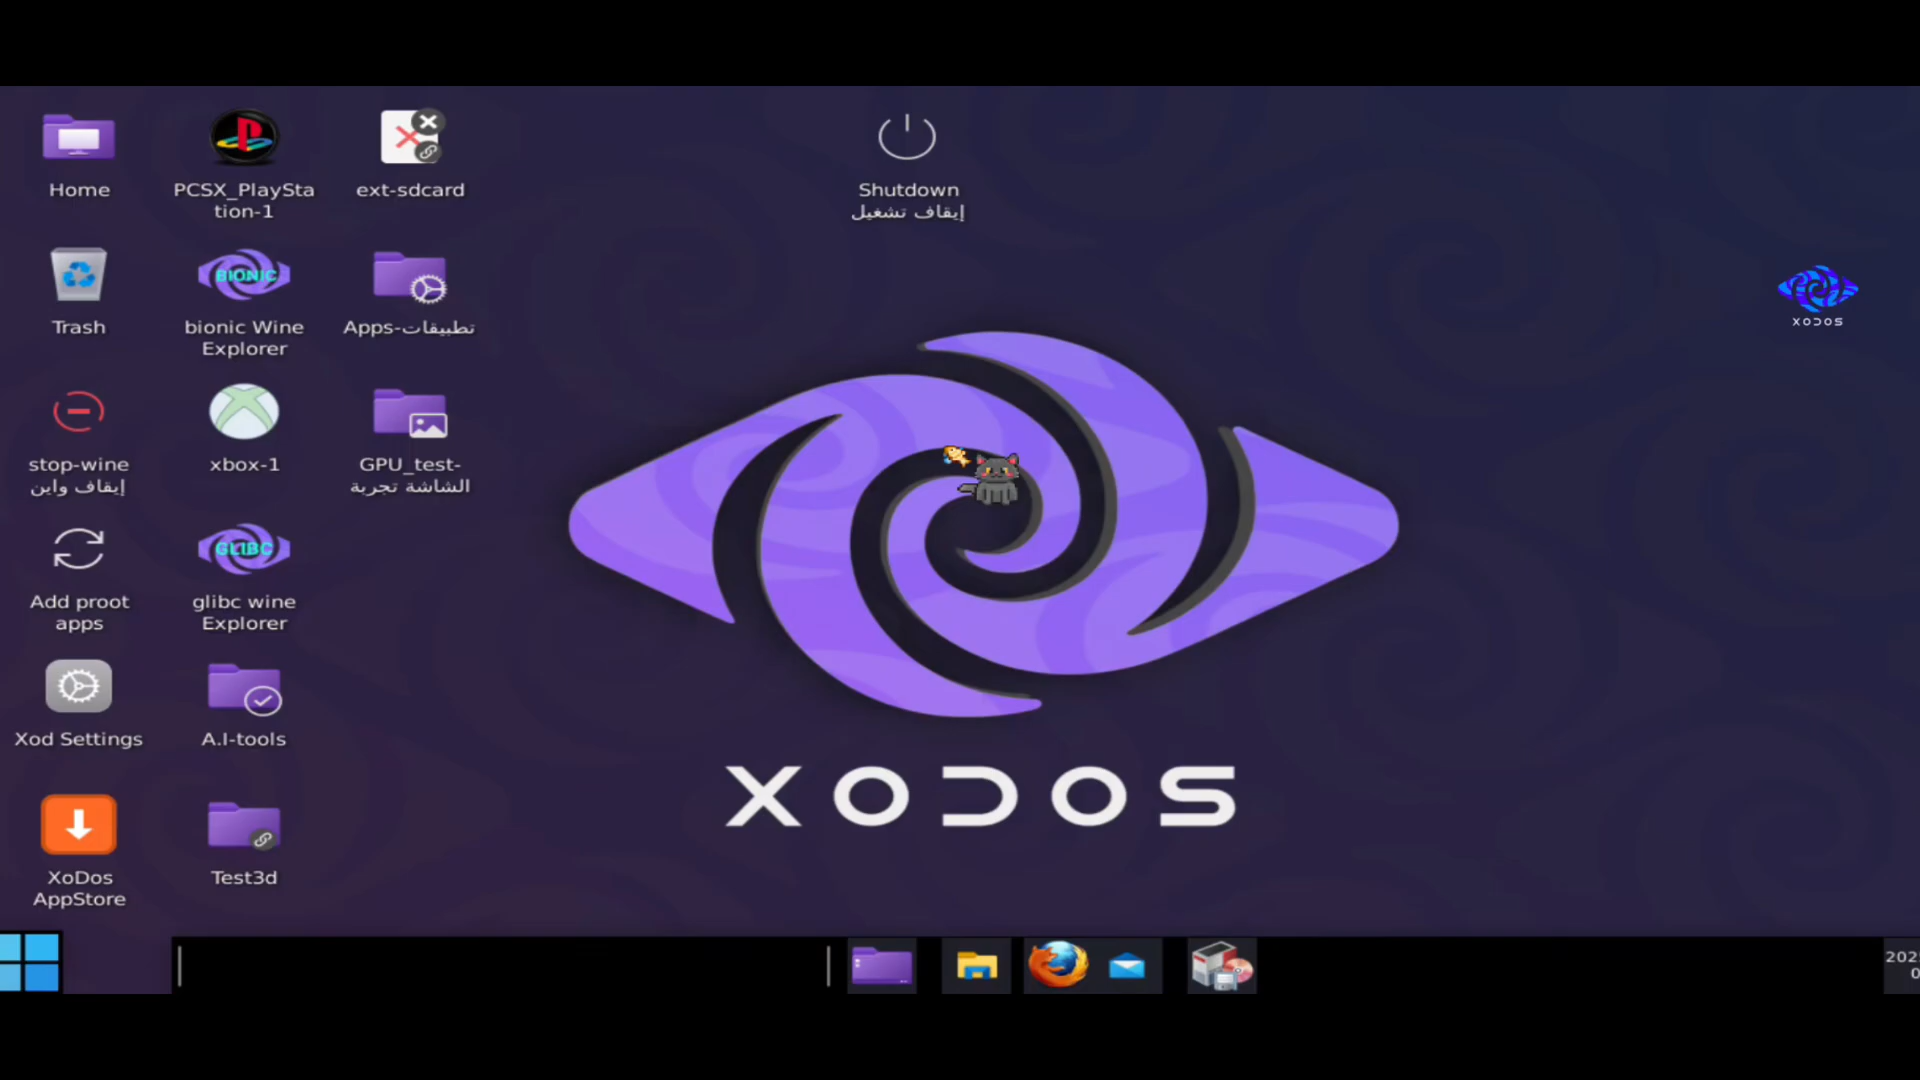 Home
PCSX_PlaySta
tion-1
ext-sdcard
Shutdown
إيقاف تشغيل
Trash
BIONIC
bionic Wine
Explorer
Apps-تطبيقات
XODOS
stop-wine
إيقاف واين
xbox-1
GPU_test-
الشاشة تجربة
Add proot
apps
GLIBC
glibc wine
Explorer
Xod Settings
A.I-tools
XODOS
XoDos
AppStore
Test3d